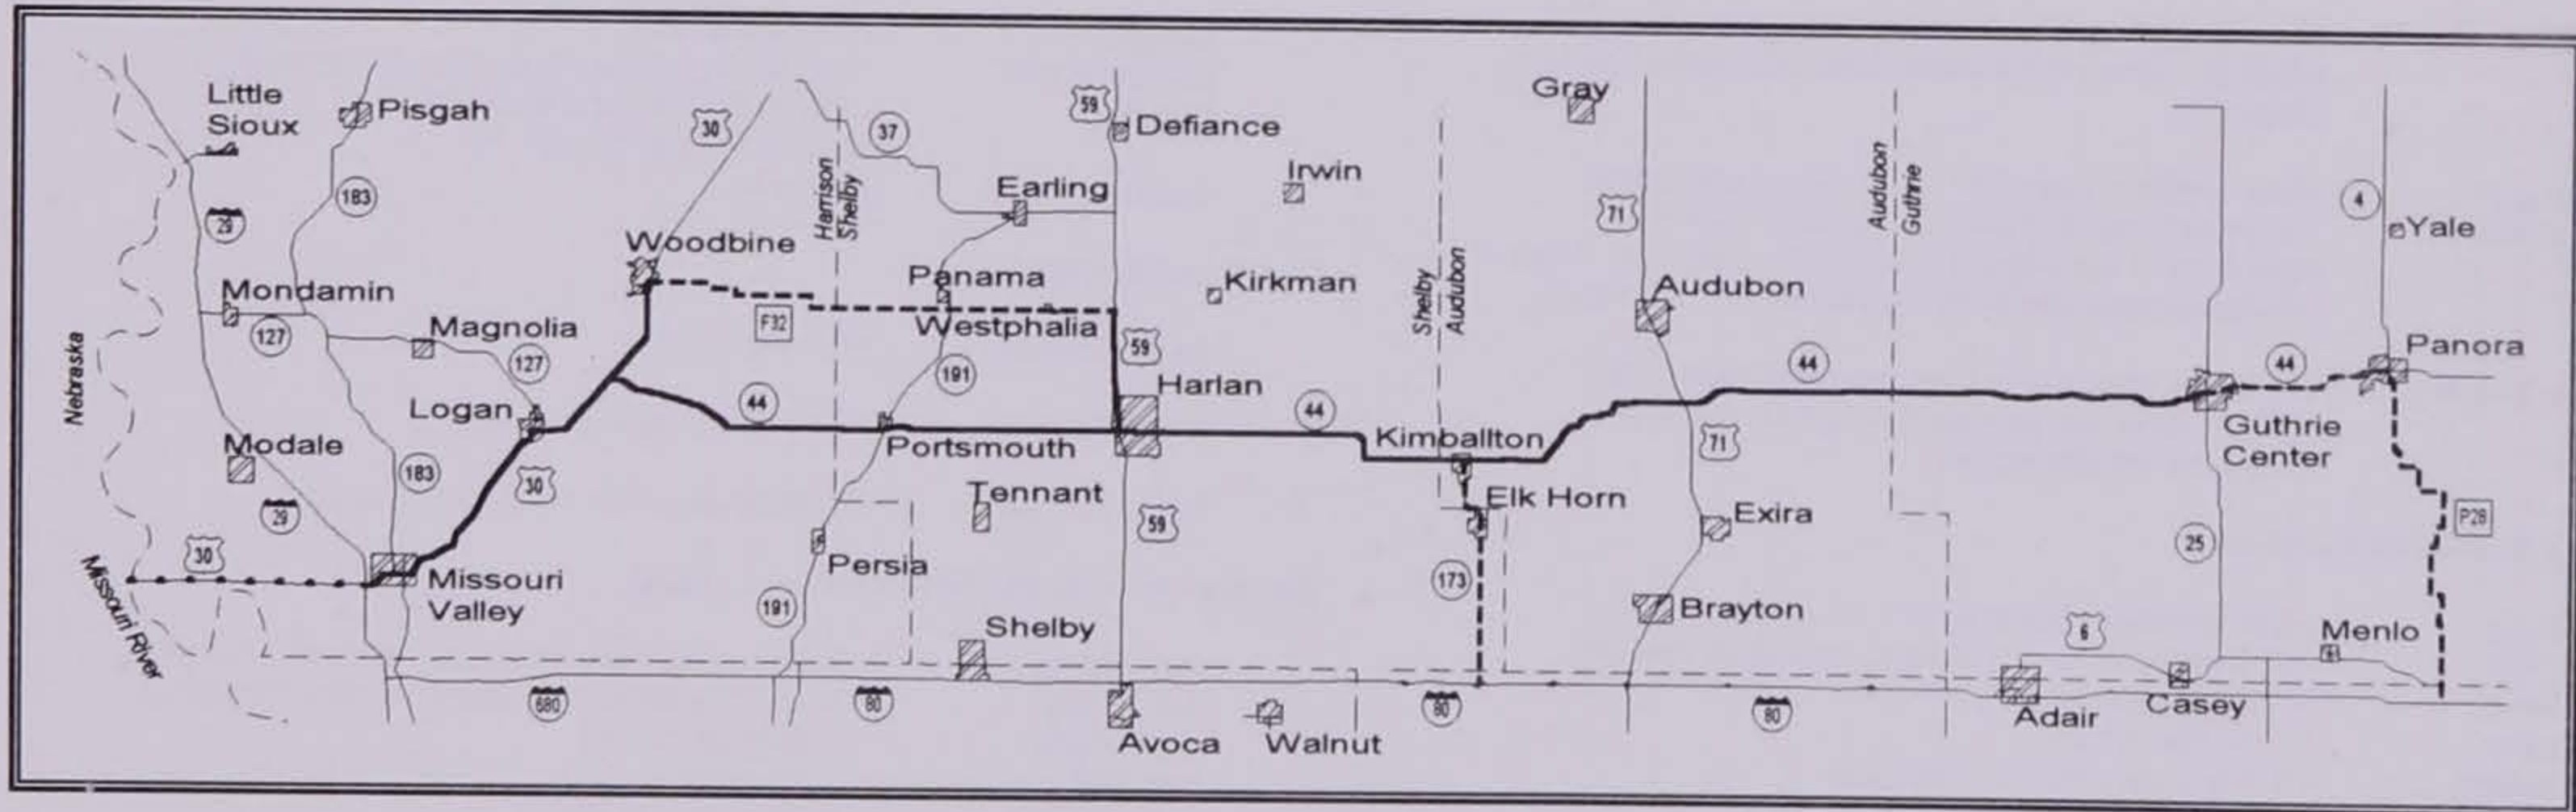 Little
Sioux
Pisgah
183
29
Mondamin
127
Magnolia
127
Logan
Modale
183
29
30
30
Missouri
Valley
Nebraska
Missouri River
30
37
Harrison
Shelby
Woodbine
F32
Earling
Panama
Westphalia
191
44
Portsmouth
Tennant
Persia
191
Shelby
680
80
59
Defiance
Irwin
Kirkman
59
Harlan
44
59
Avoca
Walnut
Shelby
Audubon
Kimballton
Elk Horn
173
80
Gray
71
Audubon
71
Exira
Brayton
80
Audubon
Guthrie
44
Guthrie
Center
44
4
Yale
Panora
P28
25
6
Menlo
Adair
Casey